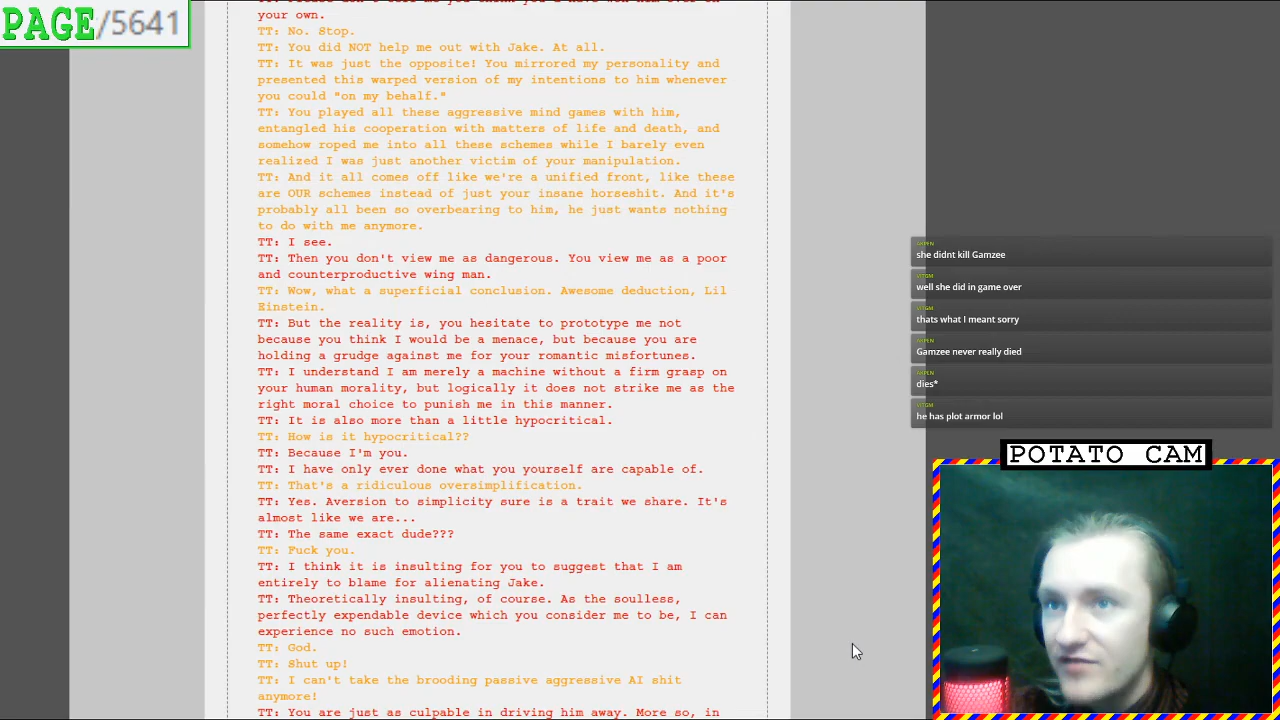 PAGE/5641
your own.
TT: No. Stop.
TT: You did NOT help me out with Jake. At all.
TT: It was just the opposite! You mirrored my personality and
presented this warped version of my intentions to him whenever
you could "on my behalf."
TT: You played all these aggressive mind games with him,
entangled his cooperation with matters of life and death, and
somehow roped me into all these schemes while I barely even
realized I was just another victim of your manipulation.
TT: And it all comes off like we're a unified front, like these
are OUR schemes instead of just your insane horseshit. And it's
probably all been so overbearing to him, he just wants nothing
to do with me anymore.
TT: I see.
TT: Then you don't view me as dangerous. You view me as a poor
and counterproductive wing man.
TT: Wow, what a superficial conclusion. Awesome deduction, Lil
Einstein.
TT: But the reality is, you hesitate to prototype me not
because you think I would be a menace, but because you are
holding a grudge against me for your romantic misfortunes.
TT: I understand I am merely a machine without a firm grasp on
your human morality, but logically it does not strike me as the
right moral choice to punish me in this manner.
TT: It is also more than a little hypocritical.
TT: How is it hypocritical??
TT: Because I'm you.
TT: I have only ever done what you yourself are capable of.
TT: That's a ridiculous oversimplification.
TT: Yes. Aversion to simplicity sure is a trait we share. It's
almost like we are...
TT: The same exact dude???
TT: Fuck you.
TT: I think it is insulting for you to suggest that I am
entirely to blame for alienating Jake.
TT: Theoretically insulting, of course. As the soulless,
perfectly expendable device which you consider me to be, I can
experience no such emotion.
TT: God.
TT: Shut up!
TT: I can't take the brooding passive aggressive AI shit
anymore!
TT: You are just as culpable in driving him away. More so, in
she didnt kill Gamzee
well she did in game over
thats what I meant sorry
Gamzee never really died
dies*
he has plot armor lol
POTATO CAM